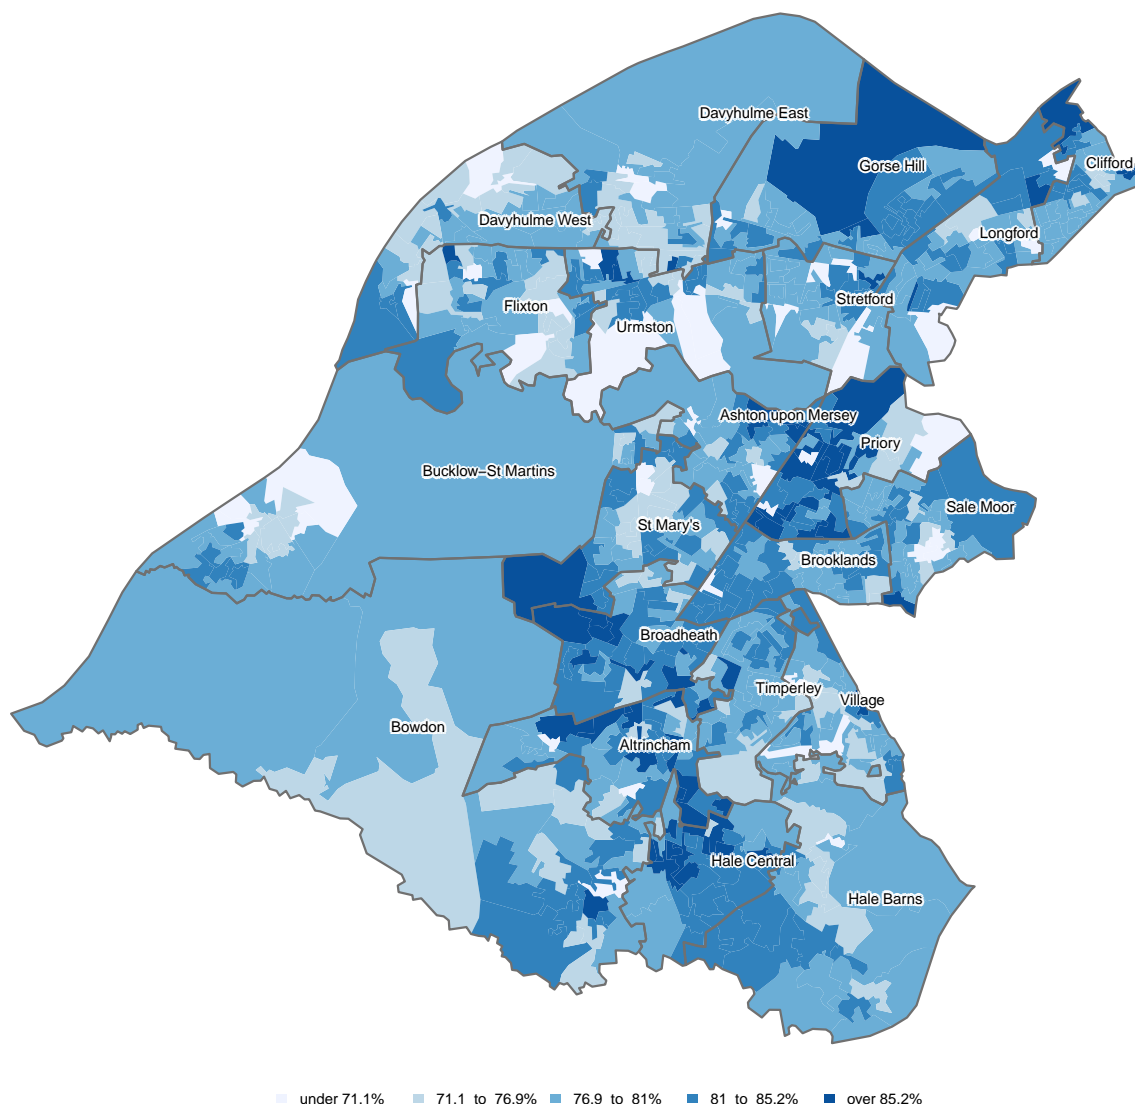 Davyhulme East
Gorse Hill
Clifford
Davyhulme West
Longford
Flixton
Stretford
Urmston
Ashton upon Mersey
Priory
Bucklow−St Martins
Sale Moor
St Mary's
Brooklands
Broadheath
Timperley
Village
Bowdon
Altrincham
Hale Central
Hale Barns
under 71.1% 71.1 to 76.9% 76.9 to 81% 81 to 85.2% over 85.2%